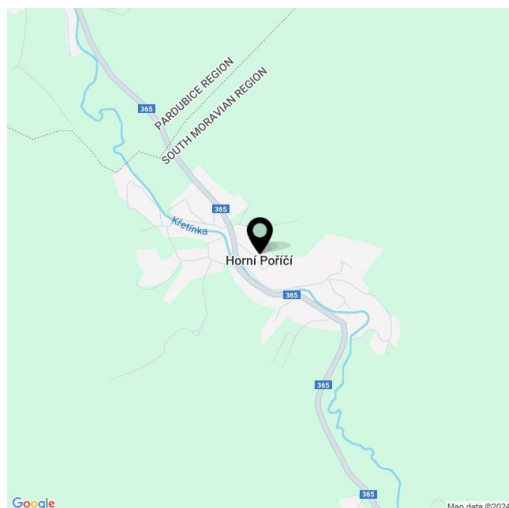 365
PARDUBICE REGION
SOUTH MORAVIAN REGION
365
Křetínka
Horní Poříčí
365
365
365
Google
Map data ©2024